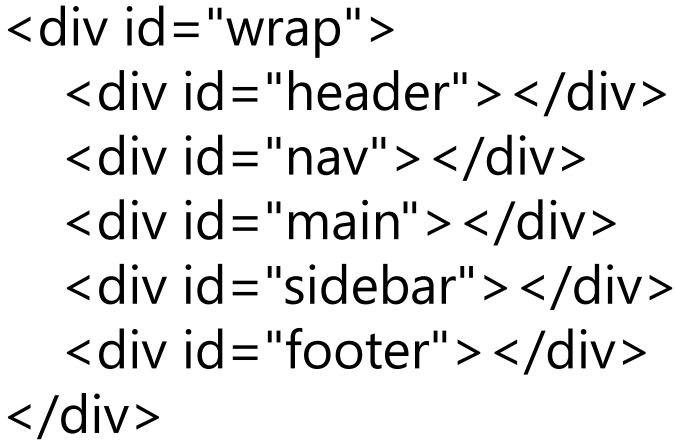 <div id="wrap">
    <div id="header"></div>
    <div id="nav"></div>
    <div id="main"></div>
    <div id="sidebar"></div>
    <div id="footer"></div>
</div>